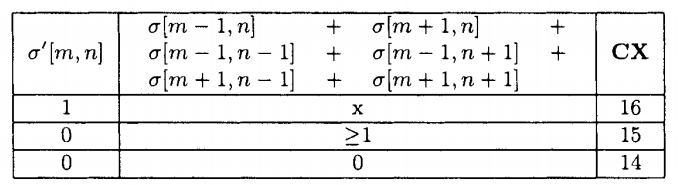 σ[m − 1, n] + σ[m + 1, n] +
σ′[m, n] σ[m − 1, n − 1] + σ[m − 1, n + 1] + CX
σ[m + 1, n − 1] + σ[m + 1, n + 1]
1 x 16
0 ≥1 15
0 0 14